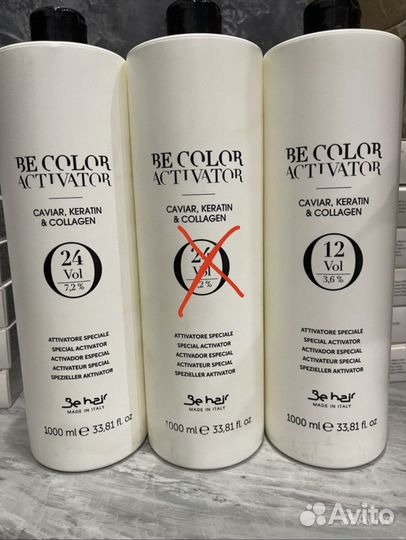 BE COLOR
ACTIVATOR
CAVIAR, KERATIN
& COLLAGEN
24
Vol
7,2 %
ATTIVATORE SPECIALE
SPECIAL ACTIVATOR
ACTIVADOR ESPECIAL
ACTIVATEUR SPECIAL
SPEZIELLER AKTIVATOR
Be hair
MADE IN ITALY
1000 ml ℮ 33,81 fl. oz
BE COLOR
ACTIVATOR
CAVIAR, KERATIN
& COLLAGEN
24
Vol
7,2 %
ATTIVATORE SPECIALE
SPECIAL ACTIVATOR
ACTIVADOR ESPECIAL
ACTIVATEUR SPECIAL
SPEZIELLER AKTIVATOR
Be hair
MADE IN ITALY
1000 ml ℮ 33,81 fl. oz
BE COLOR
ACTIVATOR
CAVIAR, KERATIN
& COLLAGEN
12
Vol
3,6 %
ATTIVATORE SPECIALE
SPECIAL ACTIVATOR
ACTIVADOR ESPECIAL
ACTIVATEUR SPECIAL
SPEZIELLER AKTIVATOR
Be hair
MADE IN ITALY
1000 ml ℮ 33,81 fl. oz
Avito